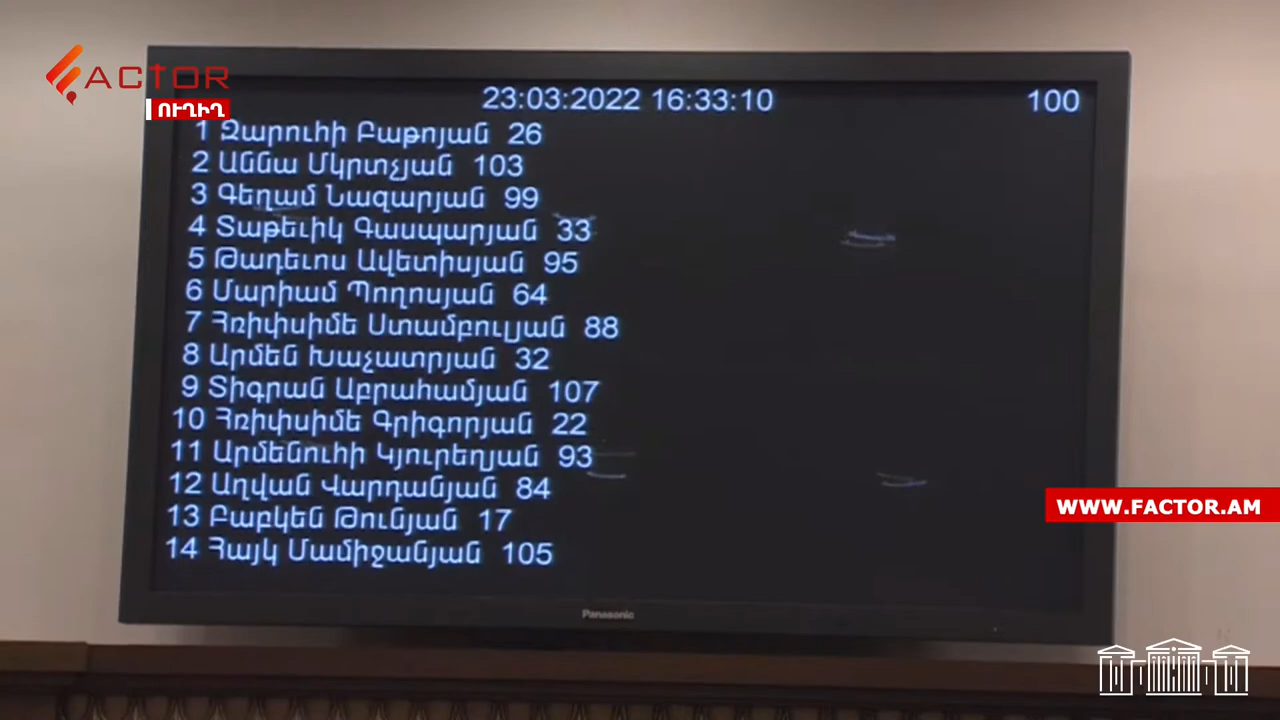 FACTOR
ՈՒՂԻՂ
23:03:2022 16:33:10 100
1 Զարուհի Բաթոյան 26
2 Աննա Մկրտչյան 103
3 Գեղամ Նազարյան 99
4 Տաթեւիկ Գասպարյան 33
5 Թադեւոս Ավետիսյան 95
6 Մարիամ Պողոսյան 64
7 Հռիփսիմե Ստամբուլյան 88
8 Արմեն Խաչատրյան 32
9 Տիգրան Աբրահամյան 107
10 Հռիփսիմե Գրիգորյան 22
11 Արմենուհի Կյուրեղյան 93
12 Աղվան Վարդանյան 84
13 Բաբկեն Թունյան 17
14 Հայկ Մամիջանյան 105
WWW.FACTOR.AM
Panasonic